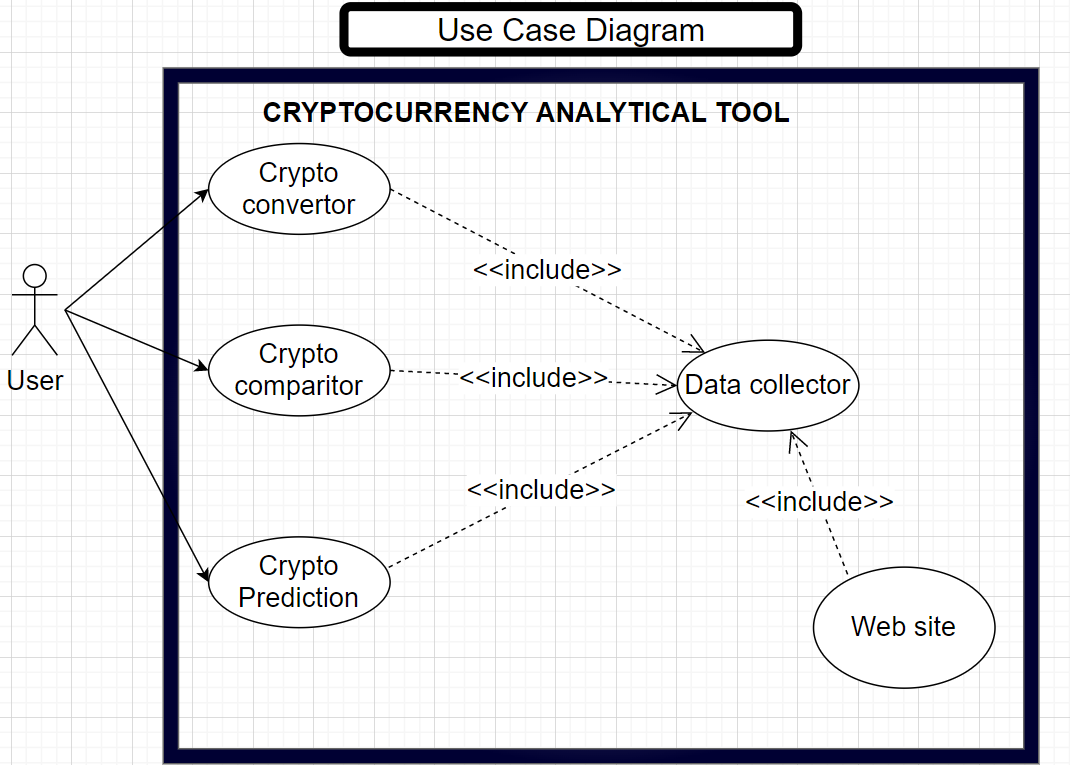 Use Case Diagram
CRYPTOCURRENCY ANALYTICAL TOOL
Crypto
convertor
<<include>>
User
Crypto
comparitor
<<include>>
Data collector
<<include>>
<<include>>
Crypto
Prediction
Web site